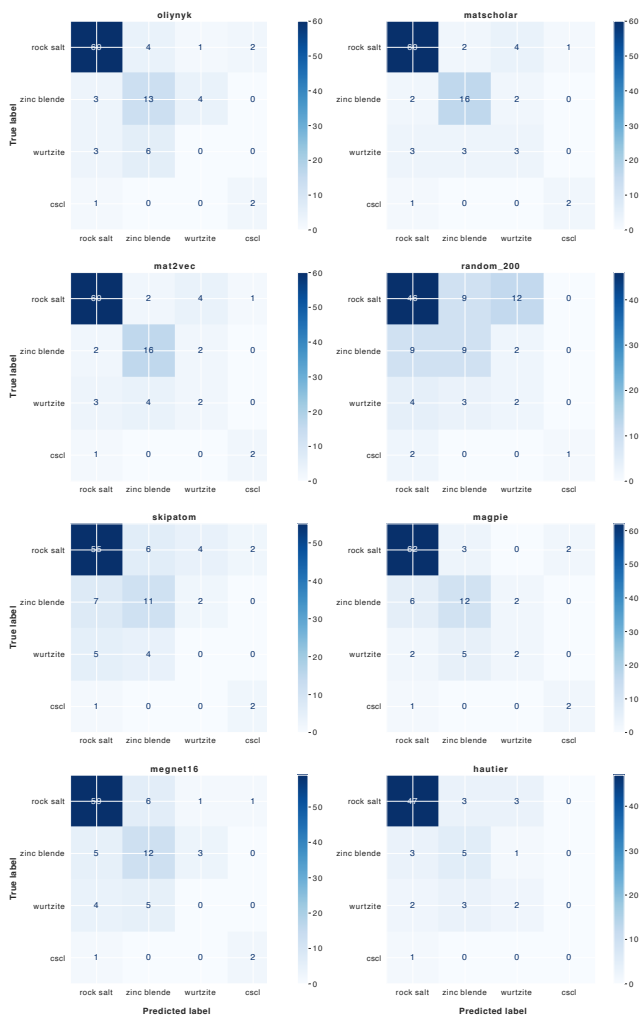 oliynyk
True label
rock salt 60 4 1 2
zinc blende 3 13 4 0
wurtzite 3 6 0 0
cscl 1 0 0 2
rock salt zinc blende wurtzite cscl
60
50
40
30
20
10
0
matscholar
rock salt 60 2 4 1
zinc blende 2 16 2 0
wurtzite 3 3 3 0
cscl 1 0 0 2
rock salt zinc blende wurtzite cscl
60
50
40
30
20
10
0
mat2vec
True label
rock salt 60 2 4 1
zinc blende 2 16 2 0
wurtzite 3 4 2 0
cscl 1 0 0 2
rock salt zinc blende wurtzite cscl
60
50
40
30
20
10
0
random_200
rock salt 46 9 12 0
zinc blende 9 9 2 0
wurtzite 4 3 2 0
cscl 2 0 0 1
rock salt zinc blende wurtzite cscl
40
30
20
10
0
skipatom
True label
rock salt 55 6 4 2
zinc blende 7 11 2 0
wurtzite 5 4 0 0
cscl 1 0 0 2
rock salt zinc blende wurtzite cscl
50
40
30
20
10
0
magpie
rock salt 62 3 0 2
zinc blende 6 12 2 0
wurtzite 2 5 2 0
cscl 1 0 0 2
rock salt zinc blende wurtzite cscl
60
50
40
30
20
10
0
megnet16
True label
rock salt 59 6 1 1
zinc blende 5 12 3 0
wurtzite 4 5 0 0
cscl 1 0 0 2
rock salt zinc blende wurtzite cscl
Predicted label
50
40
30
20
10
0
hautier
rock salt 47 3 3 0
zinc blende 3 5 1 0
wurtzite 2 3 2 0
cscl 1 0 0 0
rock salt zinc blende wurtzite cscl
Predicted label
40
30
20
10
0